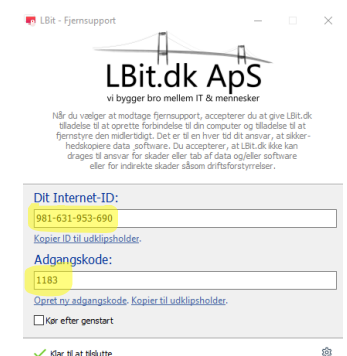 LBit - Fjernsupport
LBit.dk ApS
vi bygger bro mellem IT & mennesker
Når du vælger at modtage fjernsupport, accepterer du at give LBit.dk
tilladelse til at oprette forbindelse til din computer og tilladelse til at
fjernstyre den midlertidigt. Det er til en hver tid dit ansvar, at sikker-
hedskopiere data software. Du accepterer, at LBit.dk ikke kan
drages til ansvar for skader eller tab af data og/eller software
eller for indirekte skader såsom driftsforstyrrelser.
Dit Internet-ID:
981-631-953-690
Kopier ID til udklipsholder.
Adgangskode:
1183
Opret ny adgangskode. Kopier til udklipsholder.
Kør efter genstart
Klar til at tilslutte